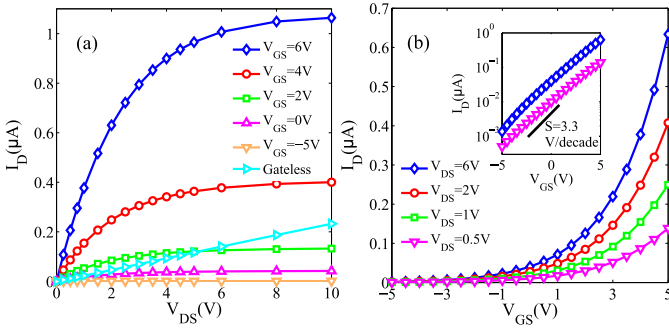 (a)
I_D(μA)
1
0.8
0.6
0.4
0.2
0
0 2 4 6 8 10
V_DS(V)
V_GS=6V
V_GS=4V
V_GS=2V
V_GS=0V
V_GS=−5V
Gateless
(b)
I_D(μA)
0.7
0.6
0.5
0.4
0.3
0.2
0.1
0
−5 −3 −1 1 3 5
V_GS(V)
V_DS=6V
V_DS=2V
V_DS=1V
V_DS=0.5V
I_D(μA)
10^0
10^−1
10^−2
10^−3
−5 0 5
V_GS(V)
S=3.3
V/decade